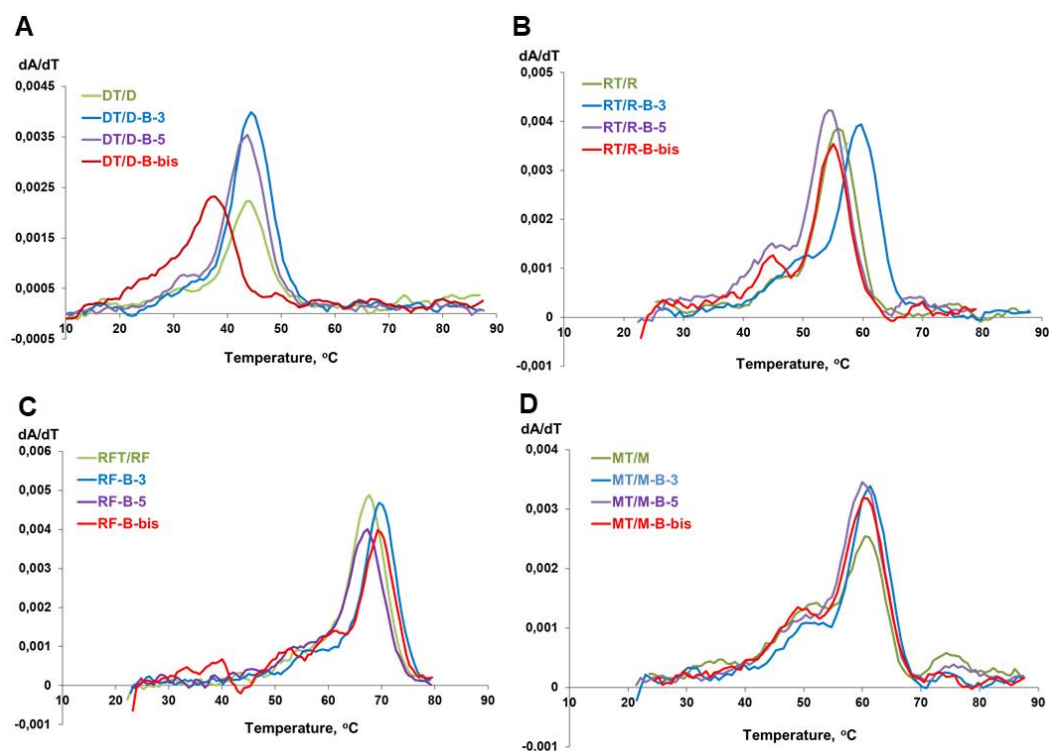 A
dA/dT
0,0045
0,0035
0,0025
0,0015
0,0005
-0,0005
DT/D
DT/D-B-3
DT/D-B-5
DT/D-B-bis
10 20 30 40 50 60 70 80 90
Temperature, °C
B
dA/dT
0,005
0,004
0,003
0,002
0,001
0
-0,001
RT/R
RT/R-B-3
RT/R-B-5
RT/R-B-bis
10 20 30 40 50 60 70 80 90
Temperature, °C
C
dA/dT
0,006
0,005
0,004
0,003
0,002
0,001
0
-0,001
RFT/RF
RF-B-3
RF-B-5
RF-B-bis
10 20 30 40 50 60 70 80 90
Temperature, °C
D
dA/dT
0,004
0,003
0,002
0,001
0
-0.001
MT/M
MT/M-B-3
MT/M-B-5
MT/M-B-bis
10 20 30 40 50 60 70 80 90
Temperature, °C